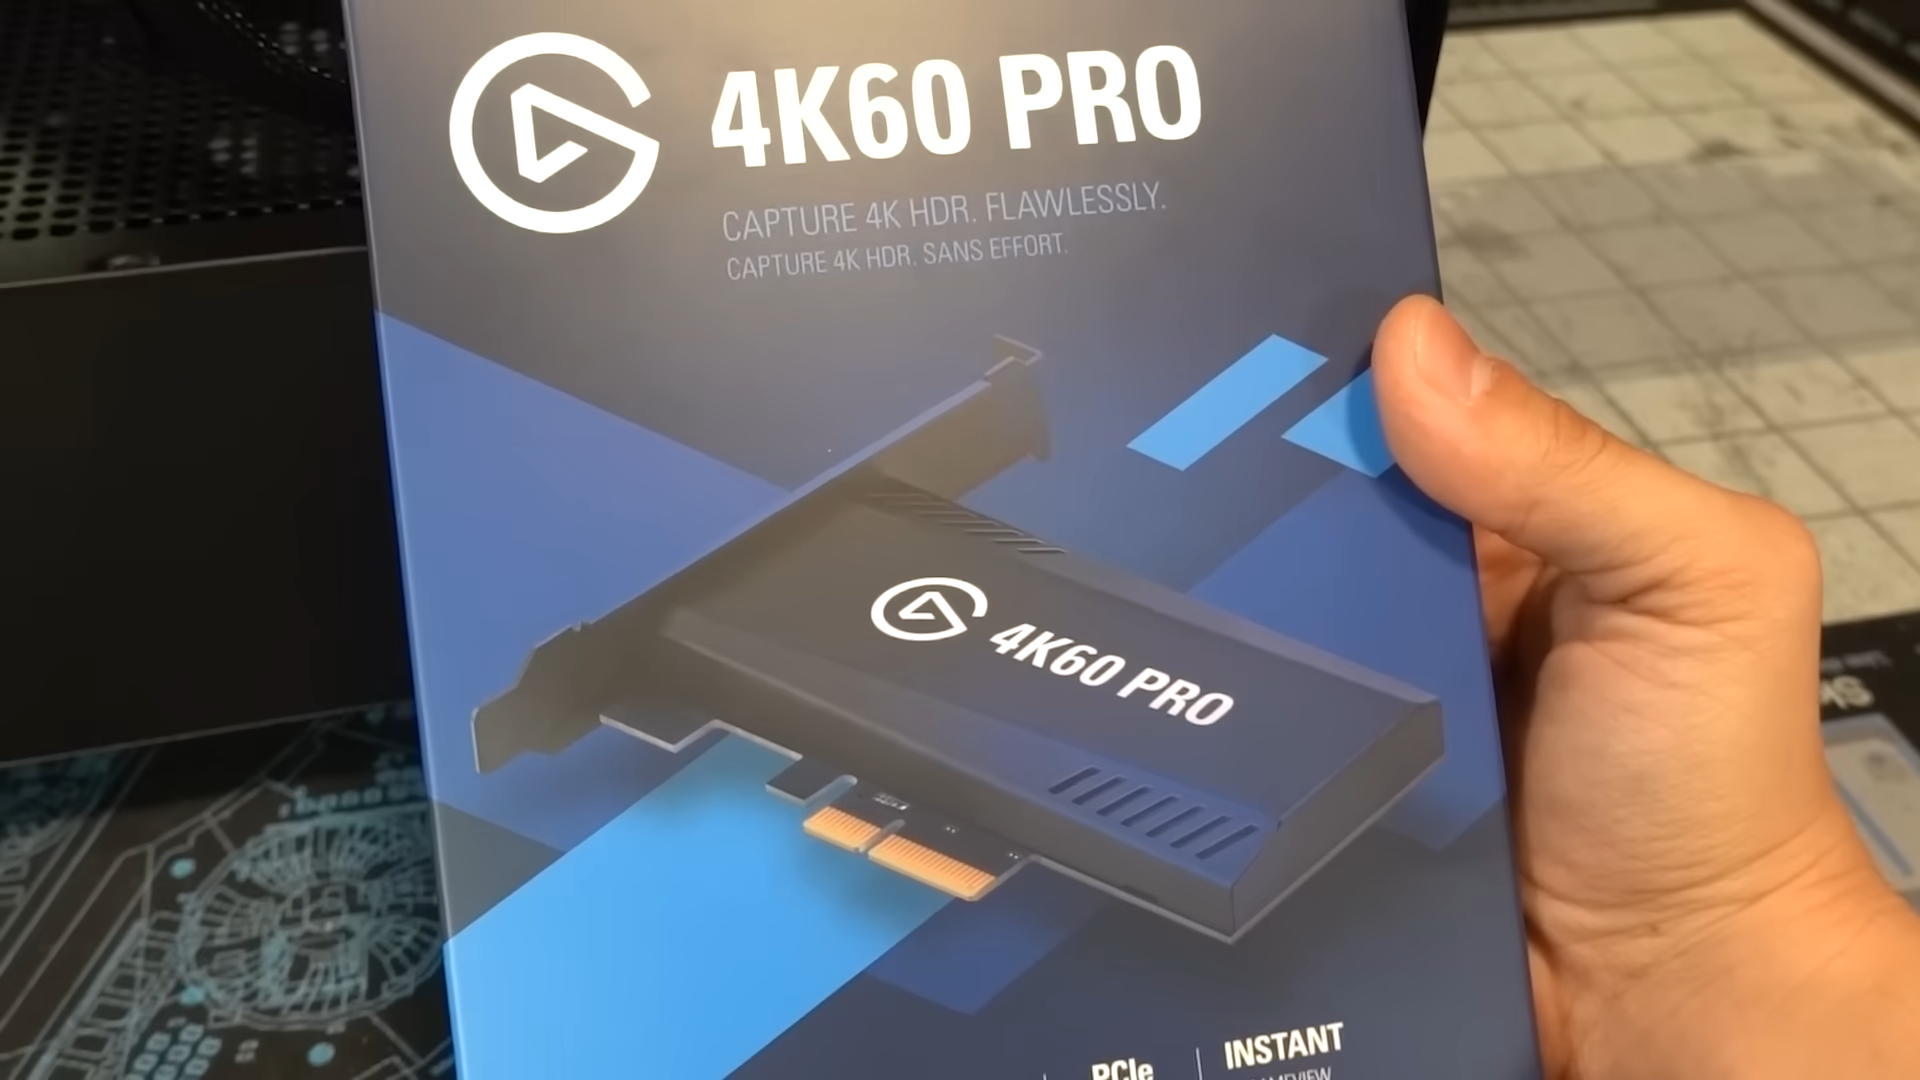 4K60 PRO
CAPTURE 4K HDR. FLAWLESSLY.
CAPTURE 4K HDR. SANS EFFORT.
4K60 PRO
PCIe
INSTANT